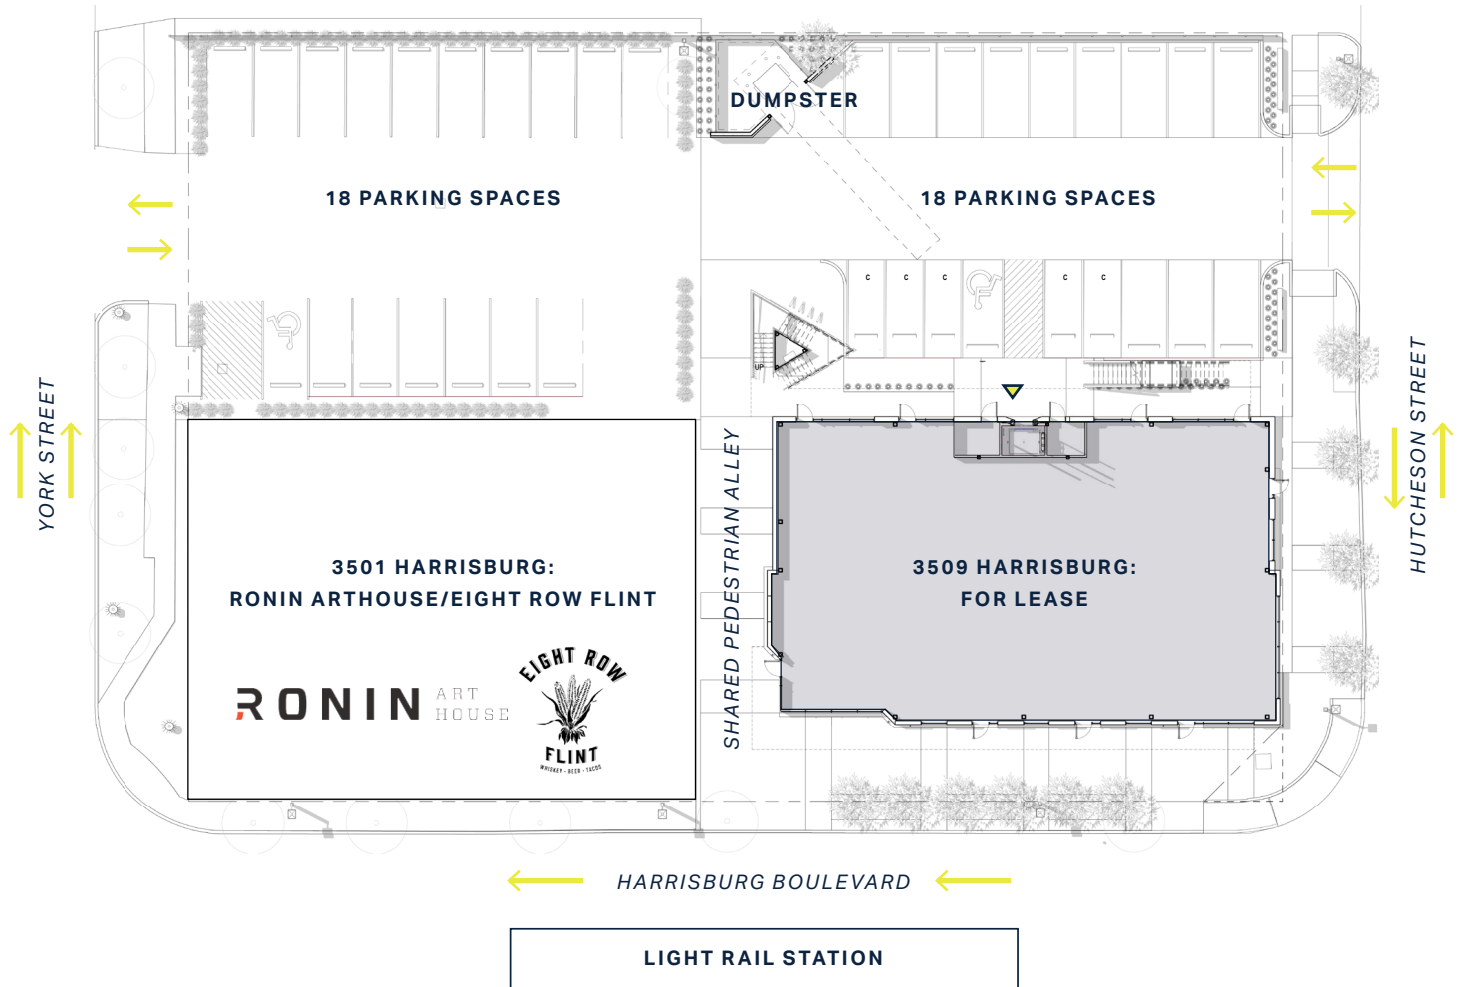 DUMPSTER
18 PARKING SPACES
18 PARKING SPACES
C
C
C
C
C
UP
YORK STREET
SHARED PEDESTRIAN ALLEY
HUTCHESON STREET
3501 HARRISBURG:
RONIN ARTHOUSE/EIGHT ROW FLINT
3509 HARRISBURG:
FOR LEASE
RONIN
ART
HOUSE
EIGHT ROW
FLINT
WHISKEY • BEER • TACOS
HARRISBURG BOULEVARD
LIGHT RAIL STATION